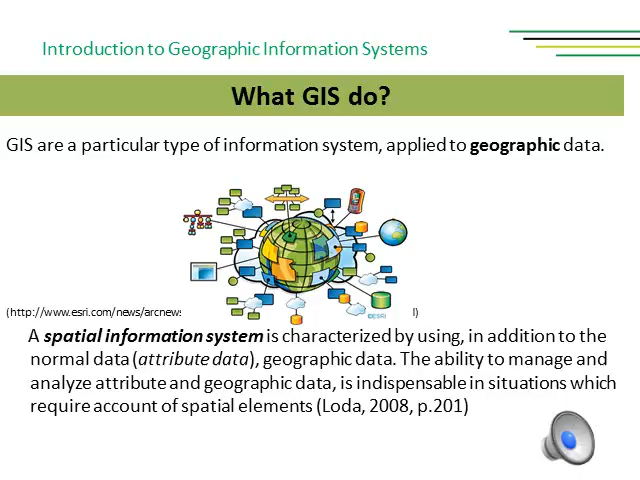 Introduction to Geographic Information Systems
What GIS do?
GIS are a particular type of information system, applied to geographic data.
©ESRI
(http://www.esri.com/news/arcnews l)
A spatial information system is characterized by using, in addition to the
normal data (attribute data), geographic data. The ability to manage and
analyze attribute and geographic data, is indispensable in situations which
require account of spatial elements (Loda, 2008, p.201)